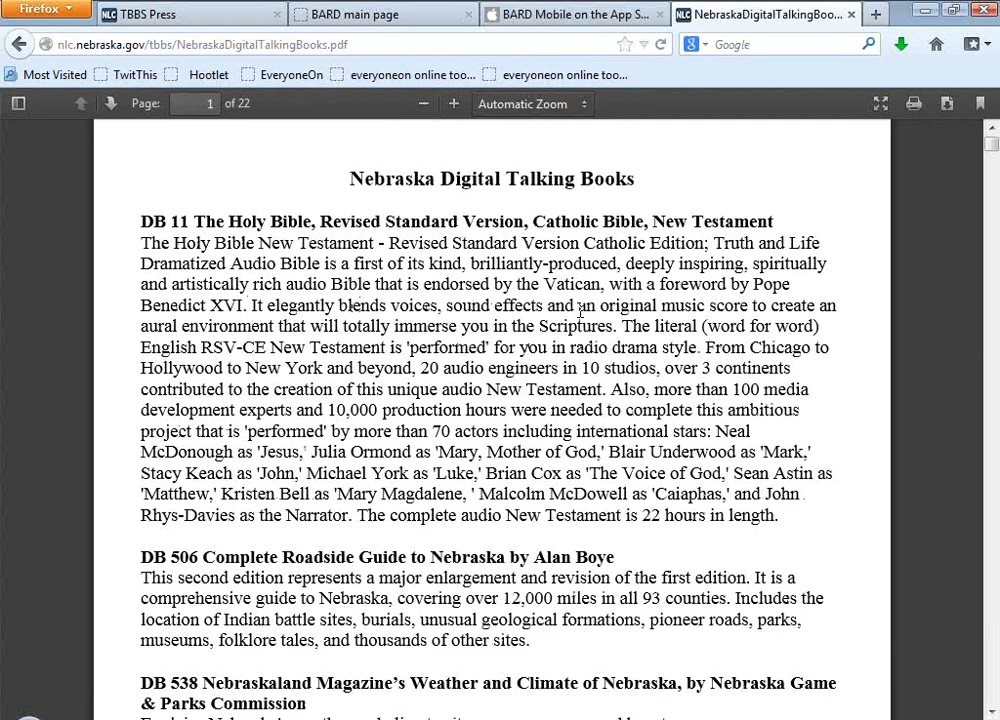 Firefox
TBBS Press
BARD main page
BARD Mobile on the App S...
NebraskaDigitalTalkingBoo...
nlc.nebraska.gov/tbbs/NebraskaDigitalTalkingBooks.pdf
Google
Most Visited
TwitThis
Hootlet
EveryoneOn
everyoneon online too...
everyoneon online too...
Page: 1 of 22
Automatic Zoom
Nebraska Digital Talking Books
DB 11 The Holy Bible, Revised Standard Version, Catholic Bible, New Testament
The Holy Bible New Testament - Revised Standard Version Catholic Edition; Truth and Life
Dramatized Audio Bible is a first of its kind, brilliantly-produced, deeply inspiring, spiritually
and artistically rich audio Bible that is endorsed by the Vatican, with a foreword by Pope
Benedict XVI. It elegantly blends voices, sound effects and an original music score to create an
aural environment that will totally immerse you in the Scriptures. The literal (word for word)
English RSV-CE New Testament is 'performed' for you in radio drama style. From Chicago to
Hollywood to New York and beyond, 20 audio engineers in 10 studios, over 3 continents
contributed to the creation of this unique audio New Testament. Also, more than 100 media
development experts and 10,000 production hours were needed to complete this ambitious
project that is 'performed' by more than 70 actors including international stars: Neal
McDonough as 'Jesus,' Julia Ormond as 'Mary, Mother of God,' Blair Underwood as 'Mark,'
Stacy Keach as 'John,' Michael York as 'Luke,' Brian Cox as 'The Voice of God,' Sean Astin as
'Matthew,' Kristen Bell as 'Mary Magdalene, ' Malcolm McDowell as 'Caiaphas,' and John
Rhys-Davies as the Narrator. The complete audio New Testament is 22 hours in length.
DB 506 Complete Roadside Guide to Nebraska by Alan Boye
This second edition represents a major enlargement and revision of the first edition. It is a
comprehensive guide to Nebraska, covering over 12,000 miles in all 93 counties. Includes the
location of Indian battle sites, burials, unusual geological formations, pioneer roads, parks,
museums, folklore tales, and thousands of other sites.
DB 538 Nebraskaland Magazine's Weather and Climate of Nebraska, by Nebraska Game
& Parks Commission